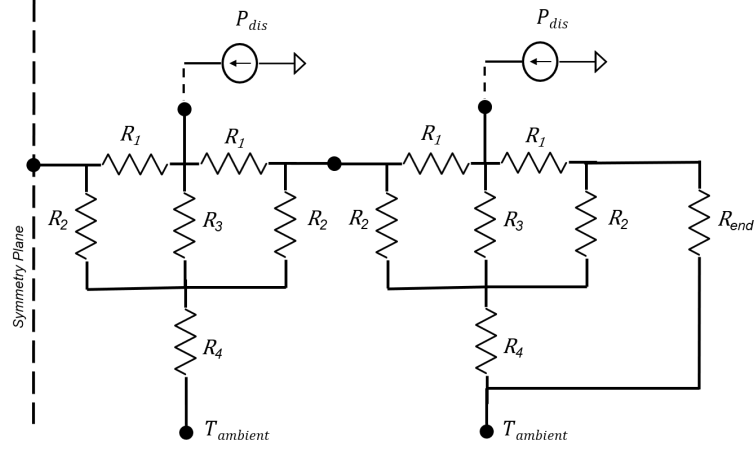 P_dis
P_dis
R_1
R_1
R_1
R_1
R_2
R_3
R_2
R_2
R_3
R_2
R_end
Symmetry Plane
R_4
R_4
T_ambient
T_ambient